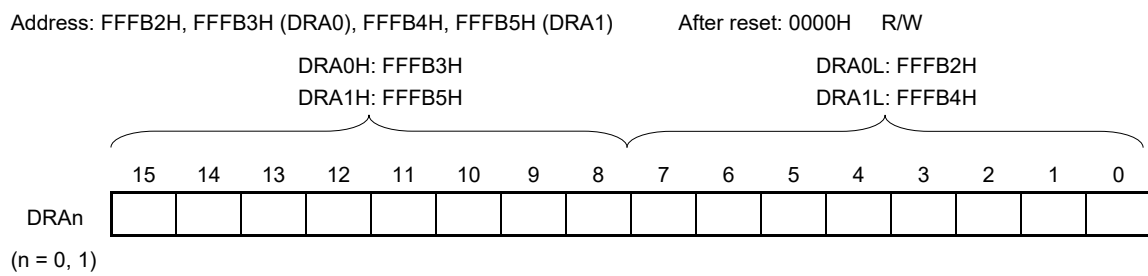 Address: FFFB2H, FFFB3H (DRA0), FFFB4H, FFFB5H (DRA1) After reset: 0000H R/W
DRA0H: FFFB3H DRA0L: FFFB2H
DRA1H: FFFB5H DRA1L: FFFB4H
15 14 13 12 11 10 9 8 7 6 5 4 3 2 1 0
DRAn
(n = 0, 1)